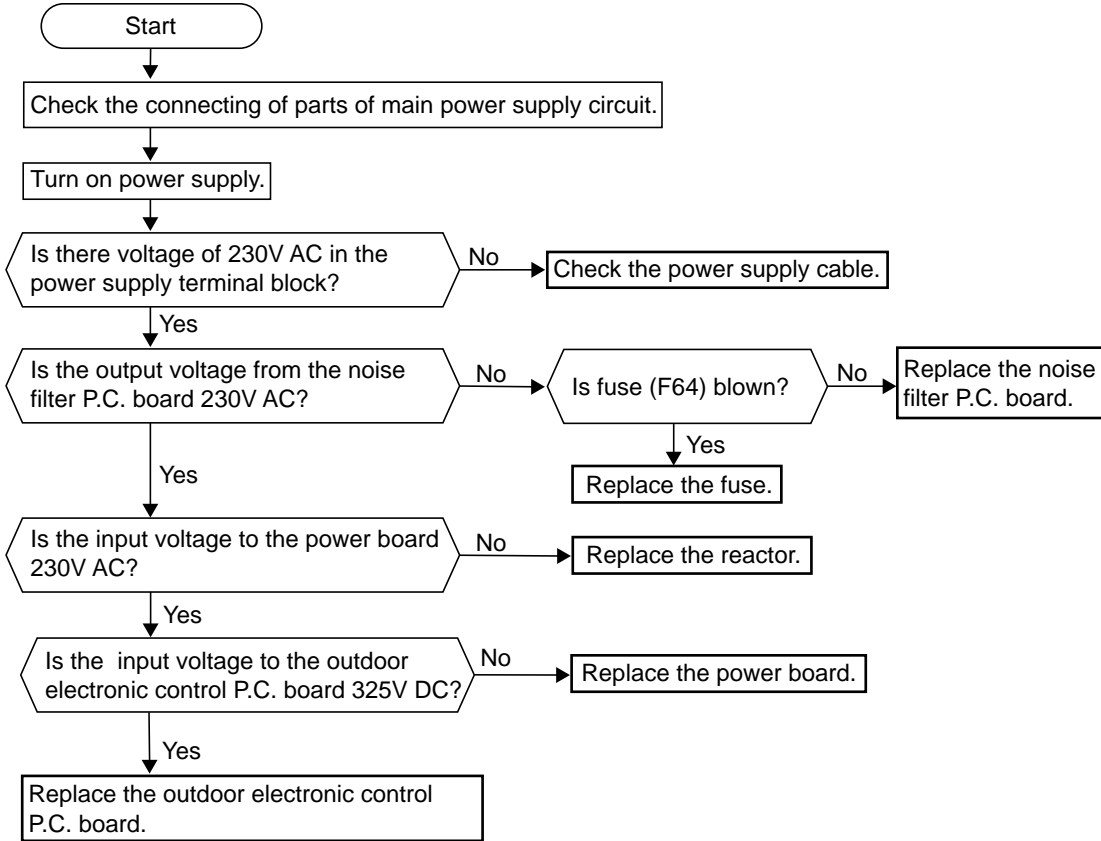 Start
Check the connecting of parts of main power supply circuit.
Turn on power supply.
Is there voltage of 230V AC in the
power supply terminal block?
No
Check the power supply cable.
Yes
Is the output voltage from the noise
filter P.C. board 230V AC?
No
Is fuse (F64) blown?
No
Replace the noise
filter P.C. board.
Yes
Replace the fuse.
Yes
Is the input voltage to the power board
230V AC?
No
Replace the reactor.
Yes
Is the input voltage to the outdoor
electronic control P.C. board 325V DC?
No
Replace the power board.
Yes
Replace the outdoor electronic control
P.C. board.